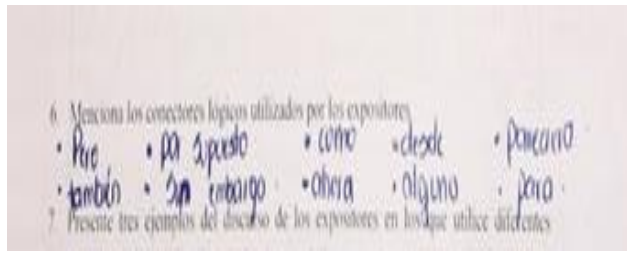 6. Menciona los conectores lógicos utilizados por los expositores
· Pero · por supuesto · como · desde
· también · sin embargo · ahora · alguno · para ·
7. Presente tres ejemplos del discurso de los expositores en los que utilice diferentes